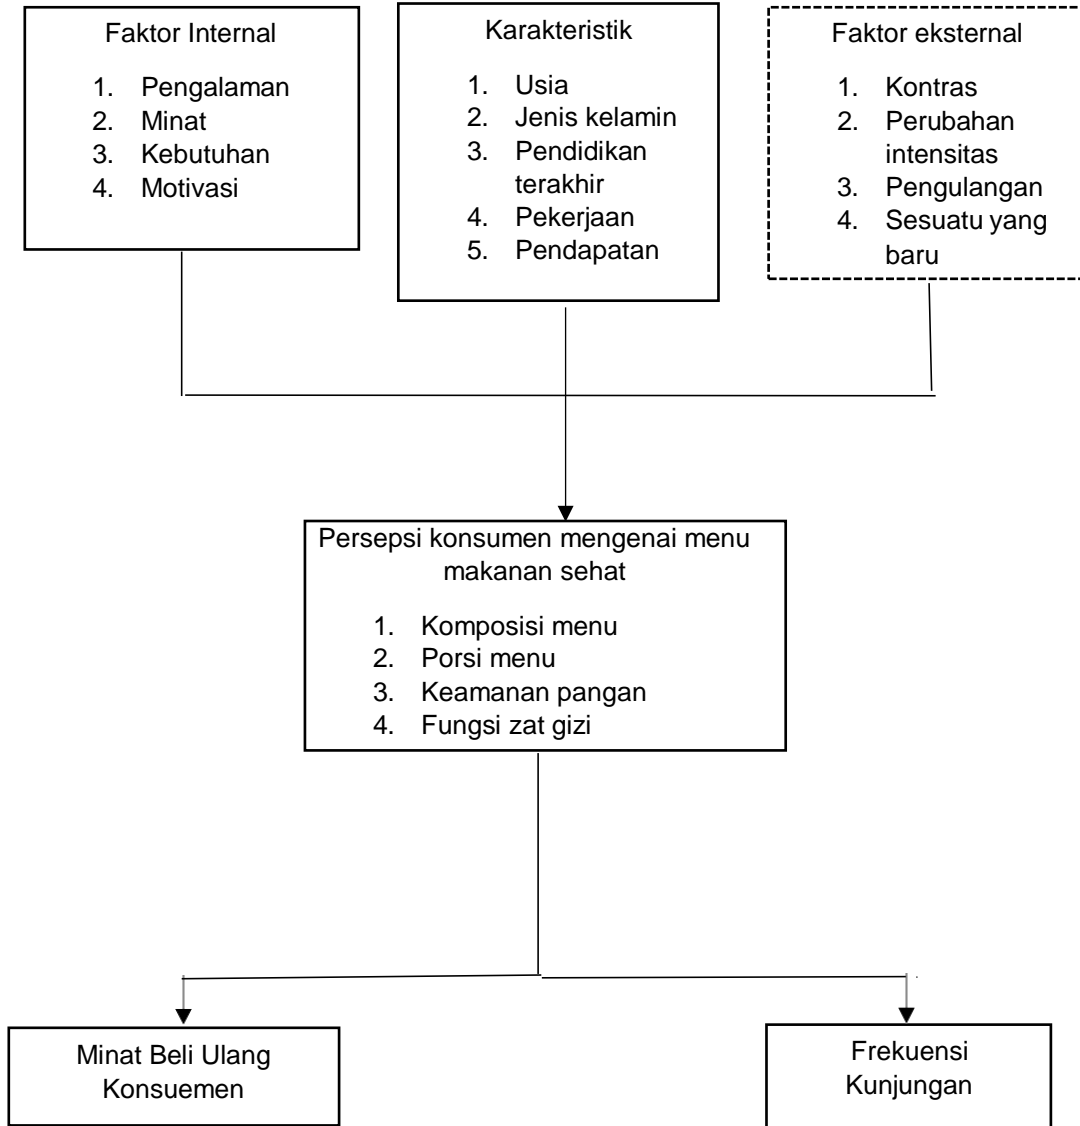 Faktor Internal
1. Pengalaman
2. Minat
3. Kebutuhan
4. Motivasi
Karakteristik
1. Usia
2. Jenis kelamin
3. Pendidikan
terakhir
4. Pekerjaan
5. Pendapatan
Faktor eksternal
1. Kontras
2. Perubahan
intensitas
3. Pengulangan
4. Sesuatu yang
baru
Persepsi konsumen mengenai menu
makanan sehat
1. Komposisi menu
2. Porsi menu
3. Keamanan pangan
4. Fungsi zat gizi
Minat Beli Ulang
Konsuemen
Frekuensi
Kunjungan